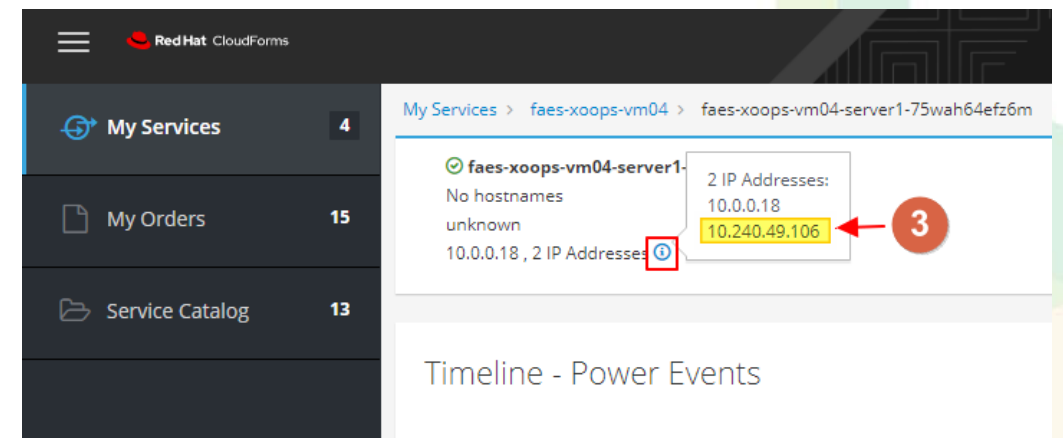 Red Hat CloudForms
My Services 4
My Orders 15
Service Catalog 13
My Services > faes-xoops-vm04 > faes-xoops-vm04-server1-75wah64efz6m
faes-xoops-vm04-server1-
No hostnames
unknown
10.0.0.18 , 2 IP Addresses
2 IP Addresses:
10.0.0.18
10.240.49.106
3
Timeline - Power Events